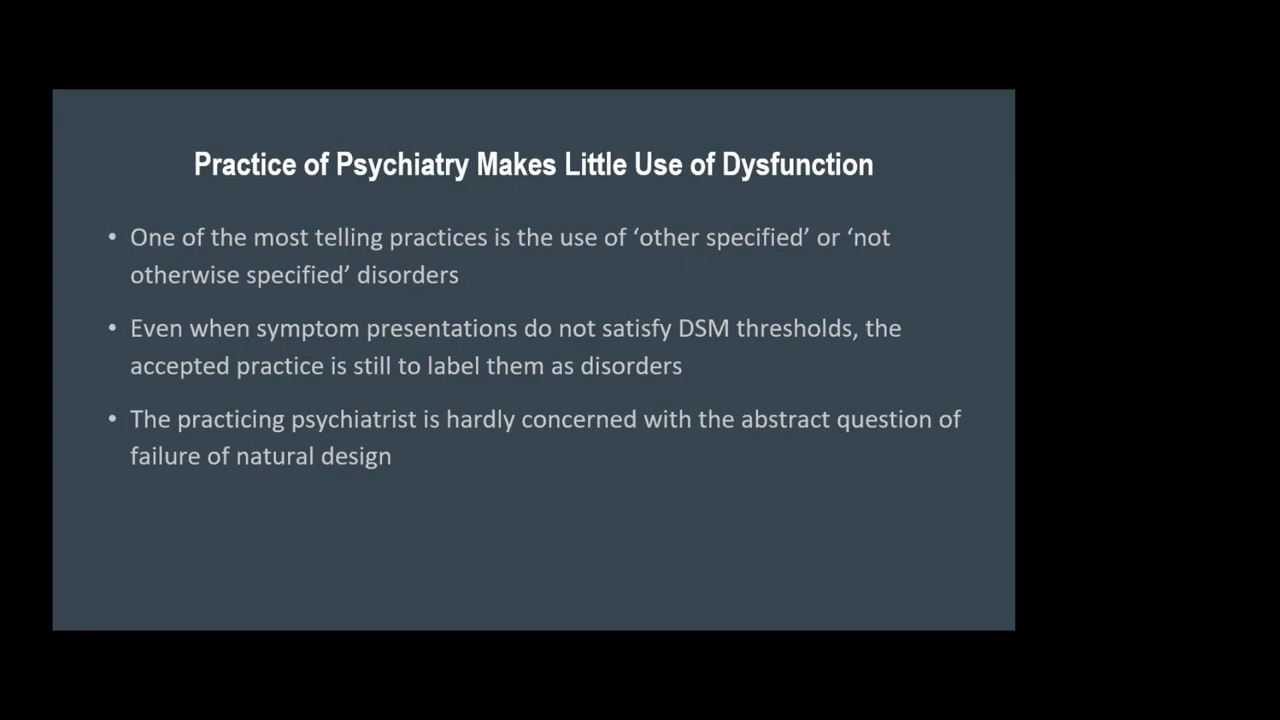 Practice of Psychiatry Makes Little Use of Dysfunction
• One of the most telling practices is the use of ‘other specified’ or ‘not
otherwise specified’ disorders
• Even when symptom presentations do not satisfy DSM thresholds, the
accepted practice is still to label them as disorders
• The practicing psychiatrist is hardly concerned with the abstract question of
failure of natural design